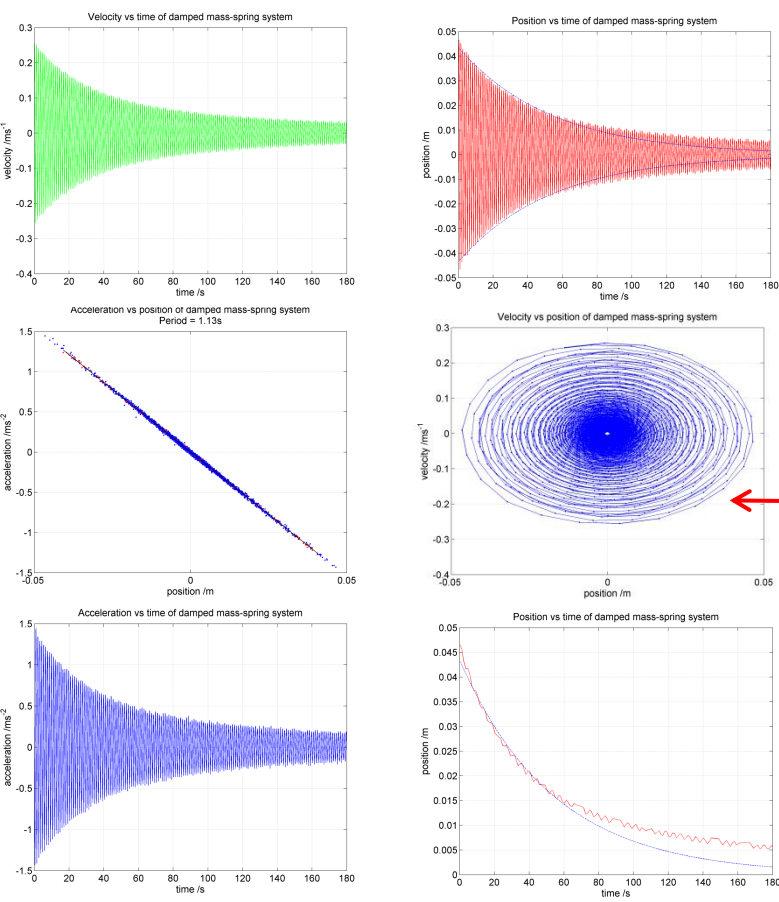 Velocity vs time of damped mass-spring system
0.3
0.2
0.1
0
-0.1
-0.2
-0.3
-0.4
velocity /ms-1
0 20 40 60 80 100 120 140 160 180
time /s
Position vs time of damped mass-spring system
0.05
0.04
0.03
0.02
0.01
0
-0.01
-0.02
-0.03
-0.04
-0.05
position /m
0 20 40 60 80 100 120 140 160 180
time /s
Acceleration vs position of damped mass-spring system
Period = 1.13s
1.5
1
0.5
0
-0.5
-1
-1.5
acceleration /ms-2
-0.05 0 0.05
position /m
Velocity vs position of damped mass-spring system
0.3
0.2
0.1
0
-0.1
-0.2
-0.3
-0.4
velocity /ms-1
-0.05 0 0.05
position /m
Acceleration vs time of damped mass-spring system
1.5
1
0.5
0
-0.5
-1
-1.5
acceleration /ms-2
0 20 40 60 80 100 120 140 160 180
time /s
Position vs time of damped mass-spring system
0.05
0.045
0.04
0.035
0.03
0.025
0.02
0.015
0.01
0.005
0
position /m
0 20 40 60 80 100 120 140 160 180
time /s